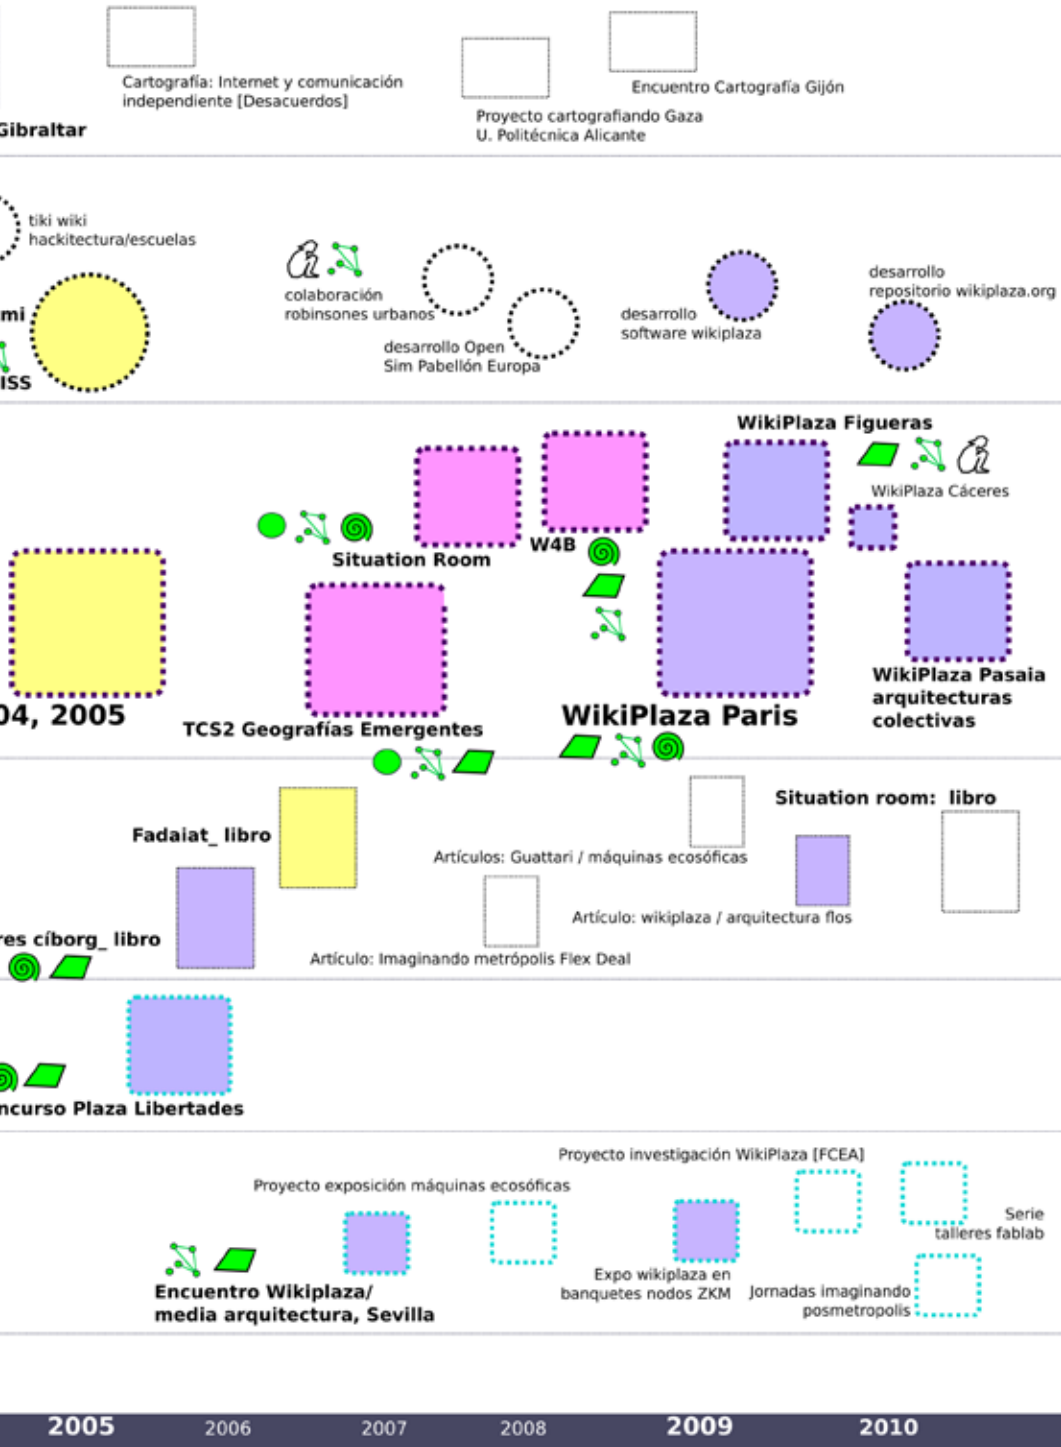 Cartografía: Internet y comunicación
independiente [Desacuerdos]
Encuentro Cartografía Gijón
Proyecto cartografiando Gaza
U. Politécnica Alicante
Gibraltar
tiki wiki
hackitectura/escuelas
colaboración
robinsones urbanos
desarrollo Open
Sim Pabellón Europa
desarrollo
software wikiplaza
desarrollo
repositorio wikiplaza.org
mi
ISS
WikiPlaza Figueras
WikiPlaza Cáceres
Situation Room
W4B
04, 2005
TCS2 Geografías Emergentes
WikiPlaza Paris
WikiPlaza Pasaia
arquitecturas
colectivas
Fadaiat_ libro
Situation room: libro
Artículos: Guattari / máquinas ecosóficas
Artículo: wikiplaza / arquitectura flos
res cíborg_ libro
Artículo: Imaginando metrópolis Flex Deal
ncurso Plaza Libertades
Proyecto investigación WikiPlaza [FCEA]
Proyecto exposición máquinas ecosóficas
Serie
talleres fablab
Expo wikiplaza en
banquetes nodos ZKM
Jornadas imaginando
posmetropolis
Encuentro Wikiplaza/
media arquitectura, Sevilla
2005 2006 2007 2008 2009 2010